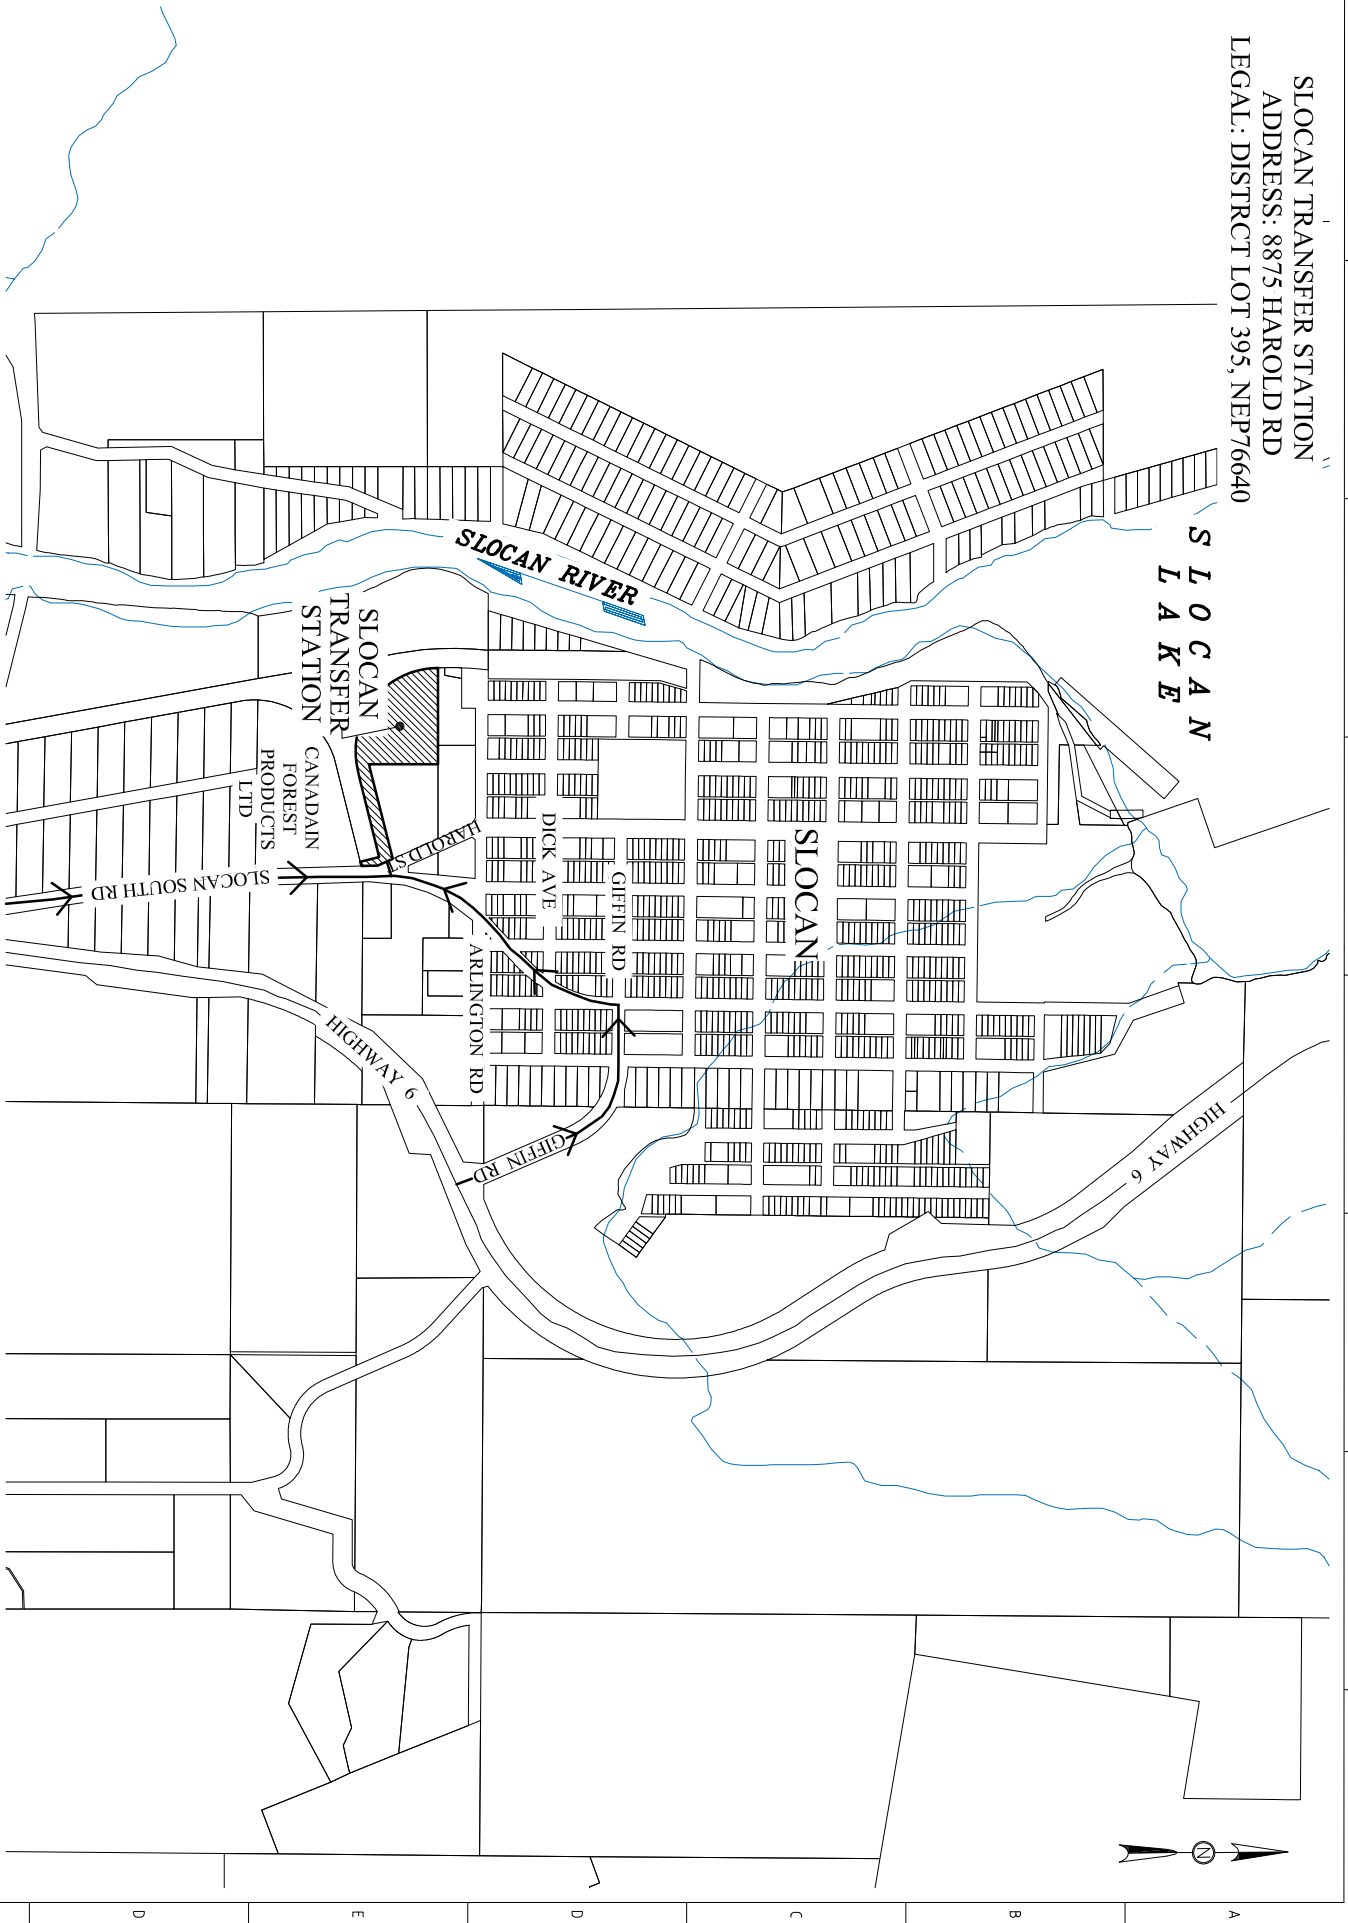 SLOCAN TRANSFER STATION
ADDRESS: 8875 HAROLD RD
LEGAL: DISTRCT LOT 395, NEP76640
SLOCAN
LAKE
SLOCAN RIVER
SLOCAN
TRANSFER
STATION
CANADAIN
FOREST
PRODUCTS
LTD
HAROLD ST
SLOCAN SOUTH RD
DICK AVE
GIFFIN RD
SLOCAN
ARLINGTON RD
HIGHWAY 6
GIFFIN RD
HIGHWAY 6
N
A
B
C
D
E
D